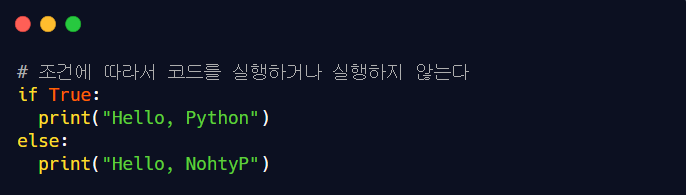 # 조건에 따라서 코드를 실행하거나 실행하지 않는다
if True:
  print("Hello, Python")
else:
  print("Hello, NohtyP")